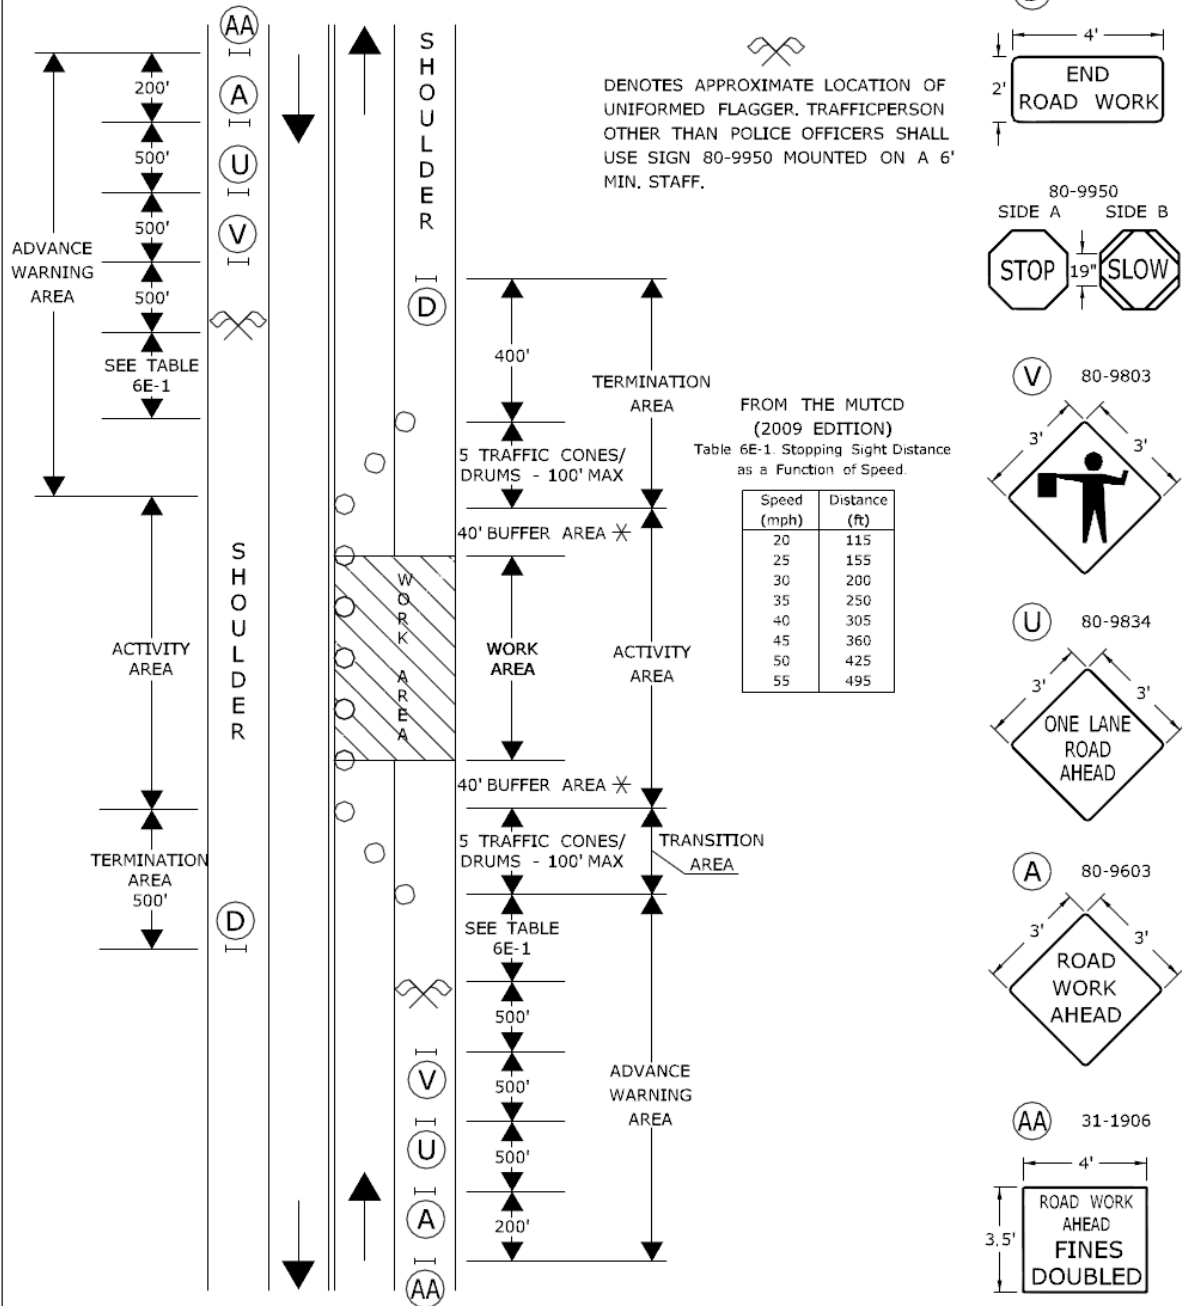 AA
200'
A
500'
U
500'
V
500'
ADVANCE
WARNING
AREA
SEE TABLE
6E-1
SHOULDER
ACTIVITY
AREA
TERMINATION
AREA
500'
D
SHOULDER
D
400'
TERMINATION
AREA
5 TRAFFIC CONES/
DRUMS - 100' MAX
40' BUFFER AREA *
WORK AREA
WORK
AREA
ACTIVITY
AREA
40' BUFFER AREA *
5 TRAFFIC CONES/
DRUMS - 100' MAX
TRANSITION
AREA
SEE TABLE
6E-1
500'
V
500'
U
500'
A
200'
AA
ADVANCE
WARNING
AREA
DENOTES APPROXIMATE LOCATION OF
UNIFORMED FLAGGER. TRAFFICPERSON
OTHER THAN POLICE OFFICERS SHALL
USE SIGN 80-9950 MOUNTED ON A 6'
MIN. STAFF.
FROM THE MUTCD
(2009 EDITION)
Table 6E-1. Stopping Sight Distance
as a Function of Speed.
Speed Distance
(mph) (ft)
20 115
25 155
30 200
35 250
40 305
45 360
50 425
55 495
4'
2'
END
ROAD WORK
80-9950
SIDE A SIDE B
STOP 19" SLOW
V 80-9803
3' 3'
U 80-9834
3' 3'
ONE LANE
ROAD
AHEAD
A 80-9603
3' 3'
ROAD
WORK
AHEAD
AA 31-1906
4'
3.5'
ROAD WORK
AHEAD
FINES
DOUBLED